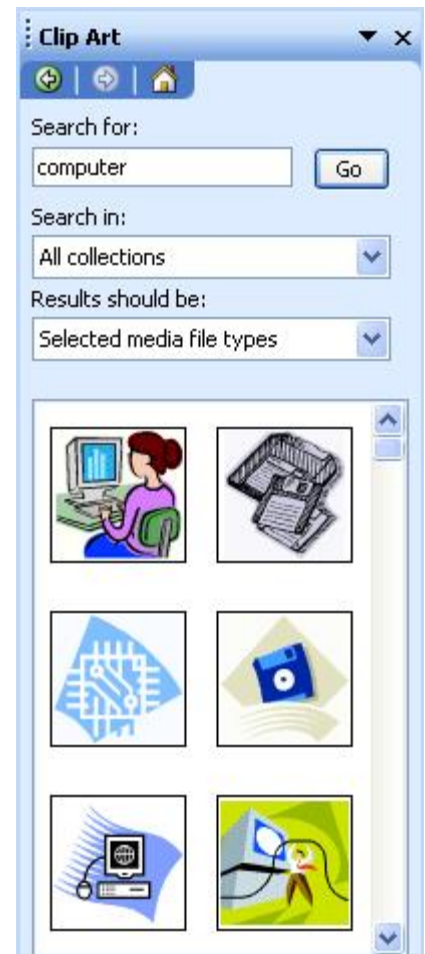 Clip Art
Search for:
computer Go
Search in:
All collections
Results should be:
Selected media file types